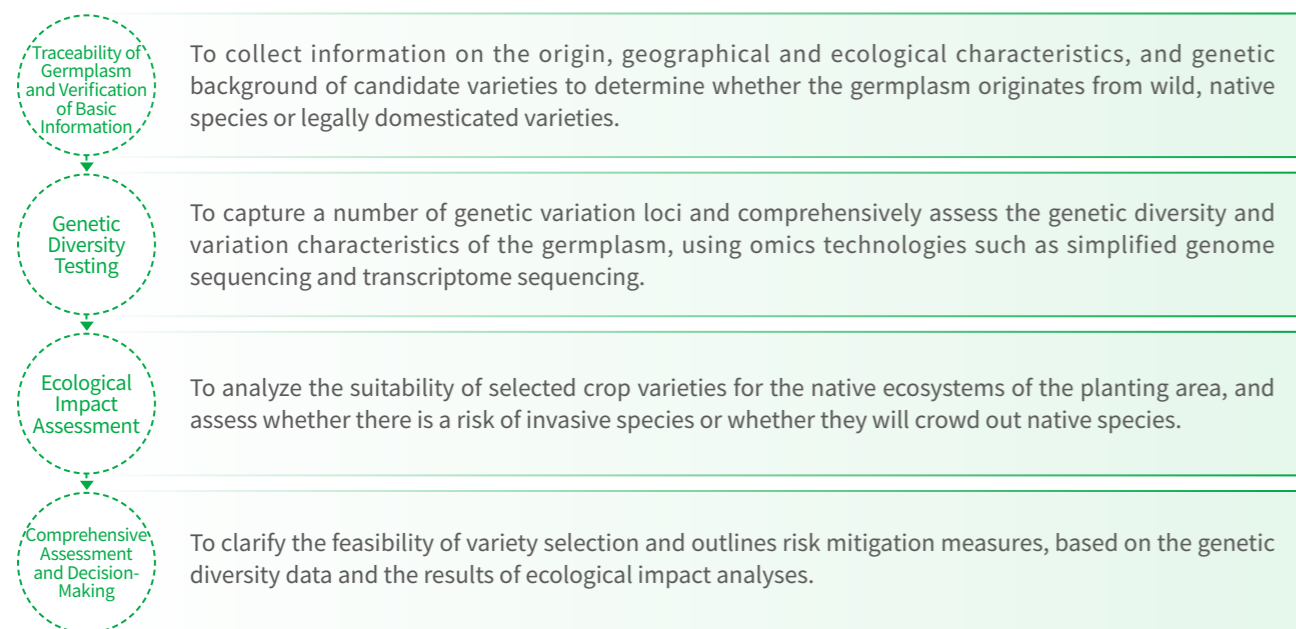 Traceability of
Germplasm
and Verification
of Basic
Information
To collect information on the origin, geographical and ecological characteristics, and genetic
background of candidate varieties to determine whether the germplasm originates from wild, native
species or legally domesticated varieties.
Genetic
Diversity
Testing
To capture a number of genetic variation loci and comprehensively assess the genetic diversity and
variation characteristics of the germplasm, using omics technologies such as simplified genome
sequencing and transcriptome sequencing.
Ecological
Impact
Assessment
To analyze the suitability of selected crop varieties for the native ecosystems of the planting area, and
assess whether there is a risk of invasive species or whether they will crowd out native species.
Comprehensive
Assessment
and Decision-
Making
To clarify the feasibility of variety selection and outlines risk mitigation measures, based on the genetic
diversity data and the results of ecological impact analyses.